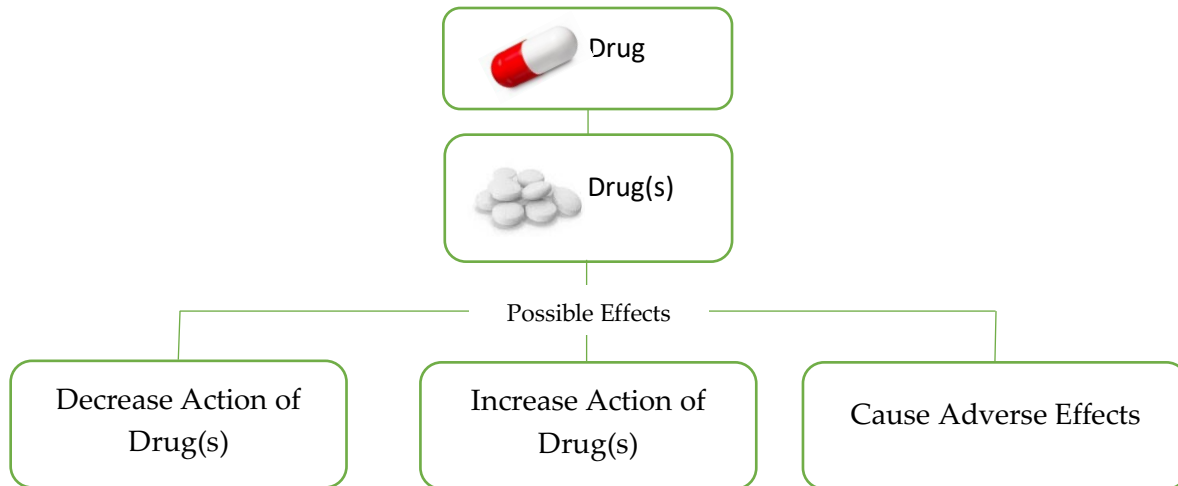 Drug
Drug(s)
Possible Effects
Decrease Action of
Drug(s)
Increase Action of
Drug(s)
Cause Adverse Effects